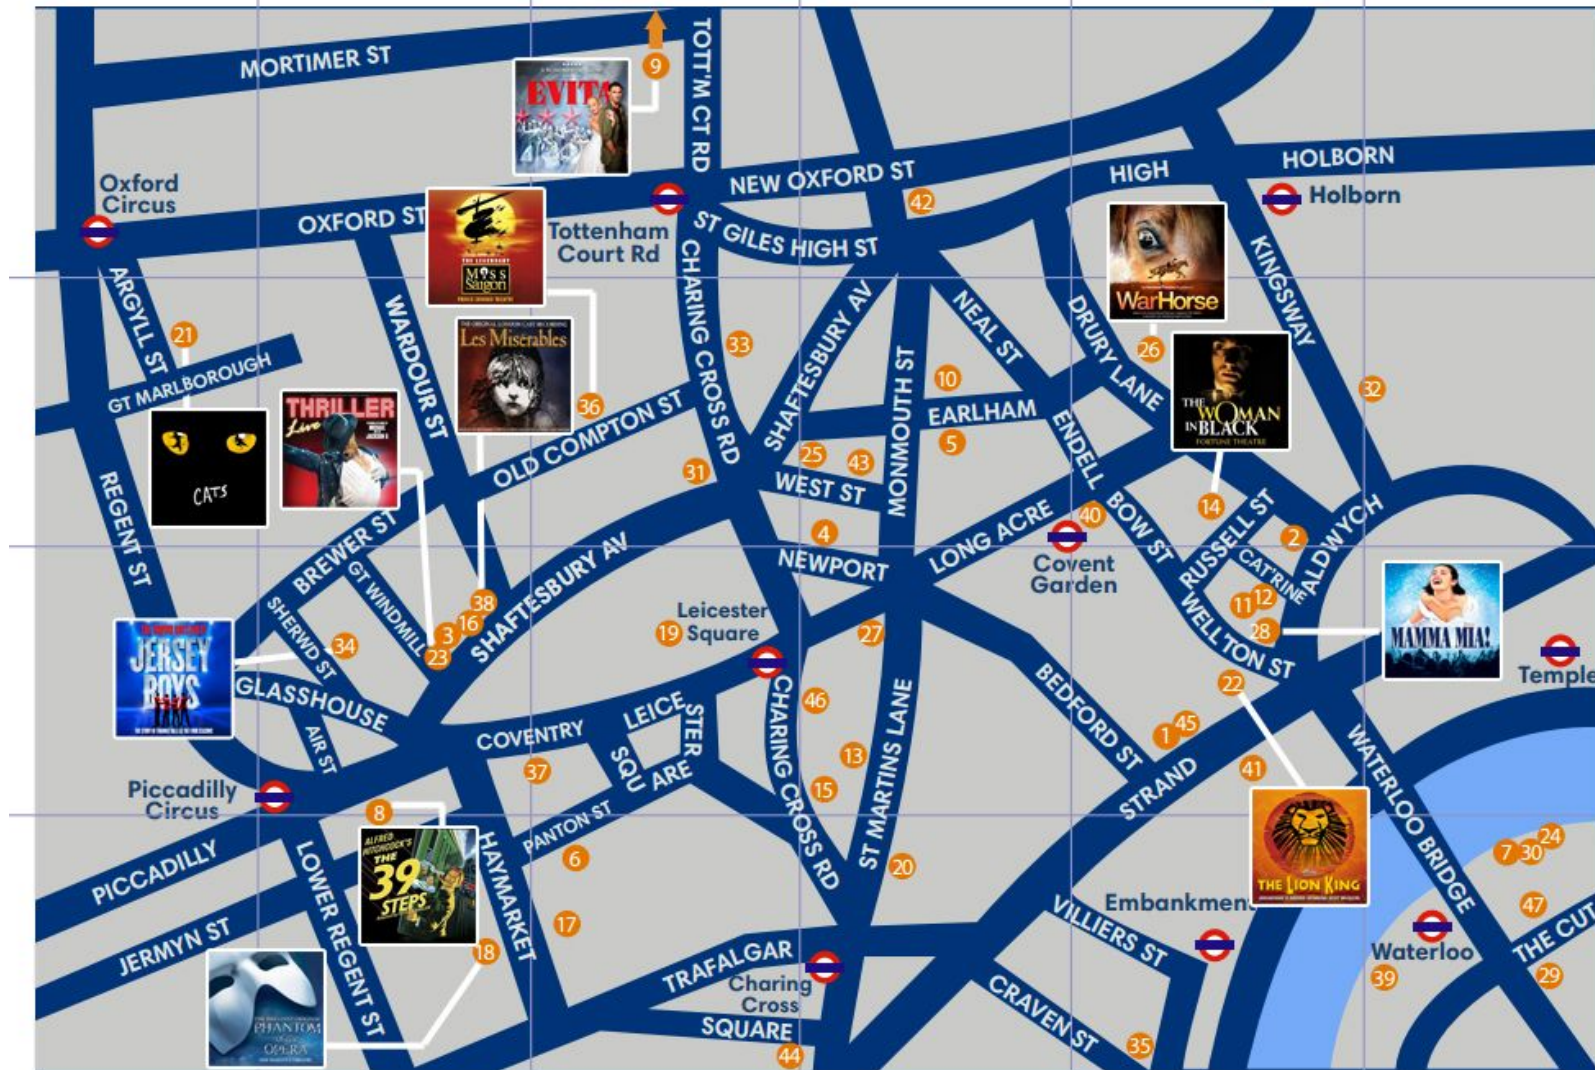 MORTIMER ST
9
TOTT'M CT RD
EVITA
Oxford
Circus
OXFORD ST
THE LEGENDARY
Miss
Saigon
Tottenham
Court Rd
NEW OXFORD ST
42
ST GILES HIGH ST
HIGH
HOLBORN
Holborn
KINGSWAY
ARGYLL ST
21
GT MARLBOROUGH
WARDOUR ST
Les Misérables
CHARING CROSS RD
33
SHAFTESBURY AV
MONMOUTH ST
NEAL ST
DRURY LANE
WarHorse
26
THE
WOMAN
IN BLACK
FORTUNE THEATRE
32
36
OLD COMPTON ST
10
EARLHAM
5
THRILLER
Live
CATS
REGENT ST
31
25
43
WEST ST
4
NEWPORT
ENDELL
LONG ACRE
40
BOW ST
14
RUSSELL ST
2
CAT'RINE
ALDWYCH
Covent
Garden
BREWER ST
GT WINDMILL
SHERWD ST
34
38
16
3
23
SHAFTESBURY AV
19
Leicester
Square
27
11
12
28
WELL'TON ST
MAMMA MIA!
Temple
JERSEY
BOYS
GLASSHOUSE
AIR ST
COVENTRY
LEICE
STER
SQU
ARE
37
CHARING CROSS RD
46
13
15
ST MARTINS LANE
BEDFORD ST
22
1
45
41
STRAND
WATERLOO BRIDGE
Piccadilly
Circus
8
PICCADILLY
JERMYN ST
LOWER REGENT ST
ALFRED
HITCHCOCK'S
THE
39
STEPS
HAYMARKET
PANTON ST
6
17
18
20
THE LION KING
24
7
30
47
Embankment
VILLIERS ST
Waterloo
THE CUT
39
29
PHANTOM
OPERA
TRAFALGAR
Charing
Cross
SQUARE
44
CRAVEN ST
35